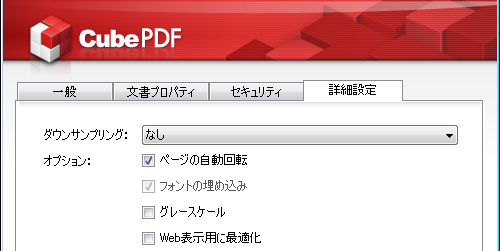 CubePDF
一般 文書プロパティ セキュリティ 詳細設定
ダウンサンプリング: なし
オプション: ページの自動回転
フォントの埋め込み
グレースケール
Web表示用に最適化